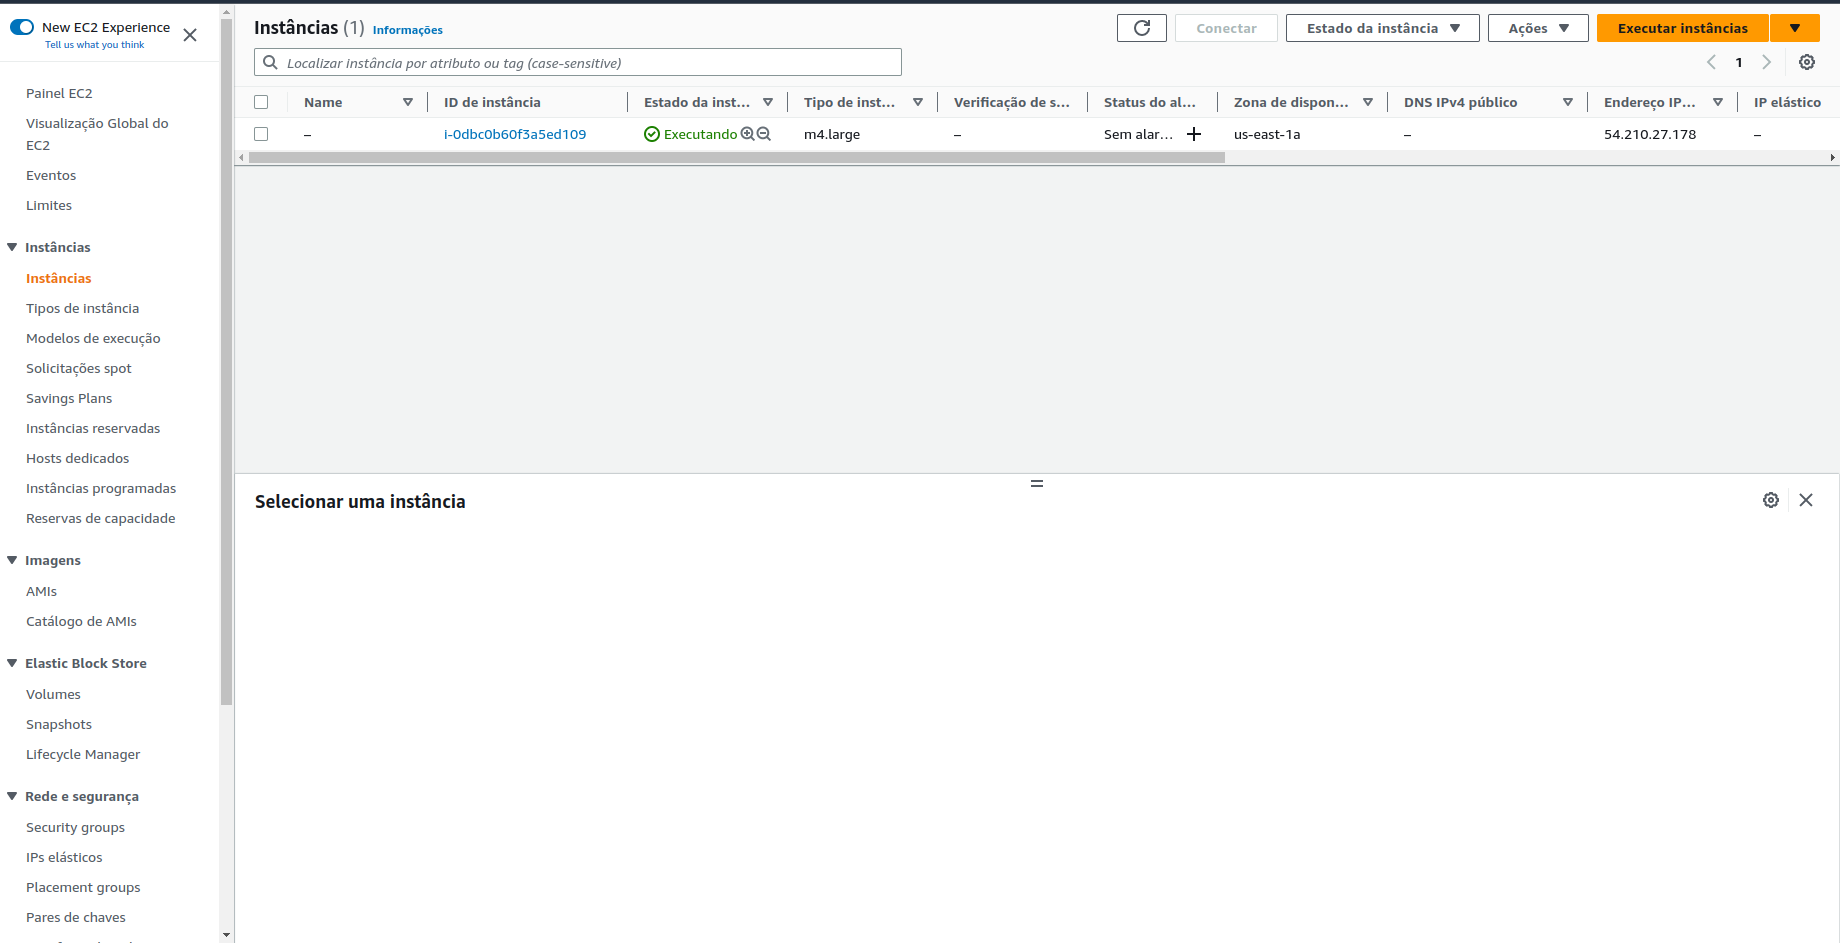 New EC2 Experience
Tell us what you think
Painel EC2
Visualização Global do
EC2
Eventos
Limites
Instâncias
Instâncias
Tipos de instância
Modelos de execução
Solicitações spot
Savings Plans
Instâncias reservadas
Hosts dedicados
Instâncias programadas
Reservas de capacidade
Imagens
AMIs
Catálogo de AMIs
Elastic Block Store
Volumes
Snapshots
Lifecycle Manager
Rede e segurança
Security groups
IPs elásticos
Placement groups
Pares de chaves
Instâncias (1) Informações
Conectar
Estado da instância
Ações
Executar instâncias
Localizar instância por atributo ou tag (case-sensitive)
1
Name ID de instância Estado da inst... Tipo de inst... Verificação de s... Status do al... Zona de dispon... DNS IPv4 público Endereço IP... IP elástico
– i-0dbc0b60f3a5ed109 Executando m4.large – Sem alar... + us-east-1a – 54.210.27.178 –
Selecionar uma instância